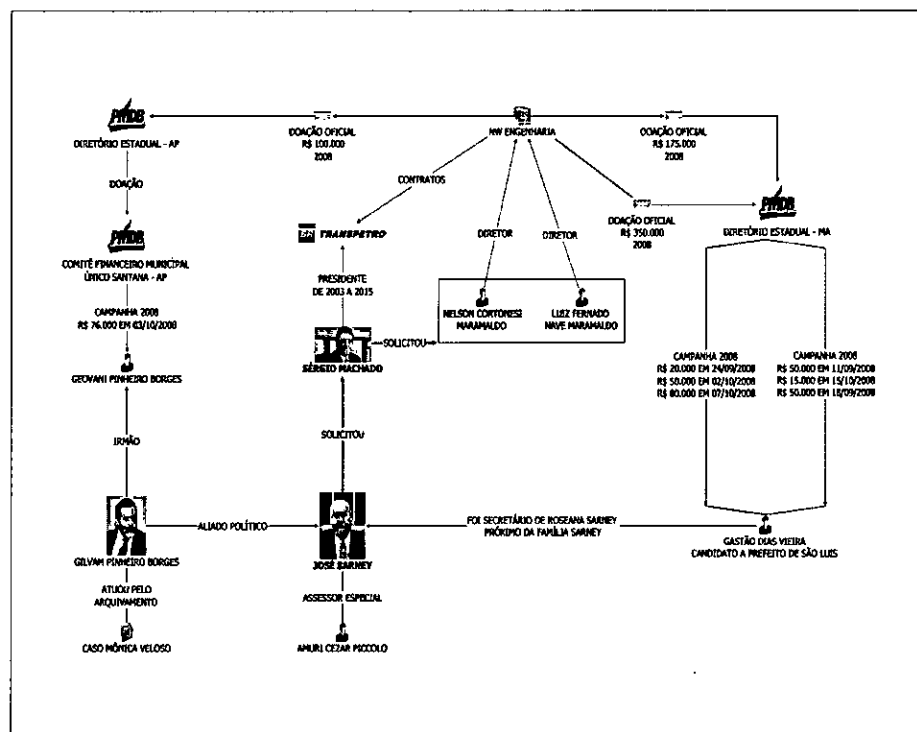 PMDB
DIRETÓRIO ESTADUAL - AP
DOAÇÃO OFICIAL
R$ 100.000
2008
NW ENGENHARIA
DOAÇÃO OFICIAL
R$ 175.000
2008
DOAÇÃO
CONTRATOS
PMDB
COMITÊ FINANCEIRO MUNICIPAL
ÚNICO SANTANA - AP
BR TRANSPETRO
DIRETOR
DIRETOR
DOAÇÃO OFICIAL
R$ 350.000
2008
PMDB
DIRETÓRIO ESTADUAL - MA
CAMPANHA 2008
R$ 76.000 EM 03/10/2008
PRESIDENTE
DE 2003 A 2015
NELSON CORTONESI
MARAMALDO
LUIZ FERNADO
NAVE MARAMALDO
GEOVANI PINHEIRO BORGES
SÉRGIO MACHADO
SOLICITOU
CAMPANHA 2008
R$ 20.000 EM 24/09/2008
R$ 50.000 EM 02/10/2008
R$ 80.000 EM 07/10/2008
CAMPANHA 2008
R$ 50.000 EM 11/09/2008
R$ 15.000 EM 15/10/2008
R$ 50.000 EM 18/09/2008
IRMÃO
SOLICITOU
ALIADO POLÍTICO
FOI SECRETÁRIO DE ROSEANA SARNEY
PRÓXIMO DA FAMÍLIA SARNEY
GASTÃO DIAS VIEIRA
CANDIDATO A PREFEITO DE SÃO LUIS
GILVAM PINHEIRO BORGES
JOSÉ SARNEY
ATUOU PELO
ARQUIVAMENTO
ASSESSOR ESPECIAL
CASO MÔNICA VELOSO
AMURI CEZAR PICCOLO